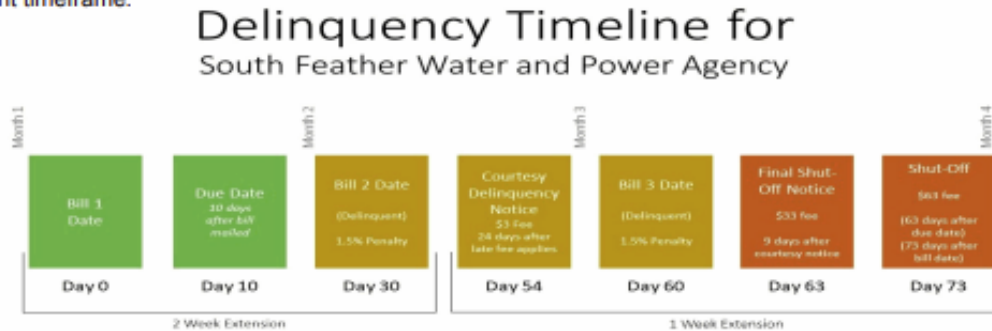 nt timeframe.
Delinquency Timeline for
South Feather Water and Power Agency
Month 1
Month 2
Month 3
Month 4
Bill 1
Date
Due Date
10 days
after bill
mailed
Bill 2 Date
(Delinquent)
1.5% Penalty
Courtesy
Delinquency
Notice
$3 Fee
24 days after
late fee applies
Bill 3 Date
(Delinquent)
1.5% Penalty
Final Shut-
Off Notice
$33 fee
9 days after
courtesy notice
Shut-Off
$63 fee
(63 days after
due date)
(73 days after
bill date)
Day 0
Day 10
Day 30
Day 54
Day 60
Day 63
Day 73
2 Week Extension
1 Week Extension